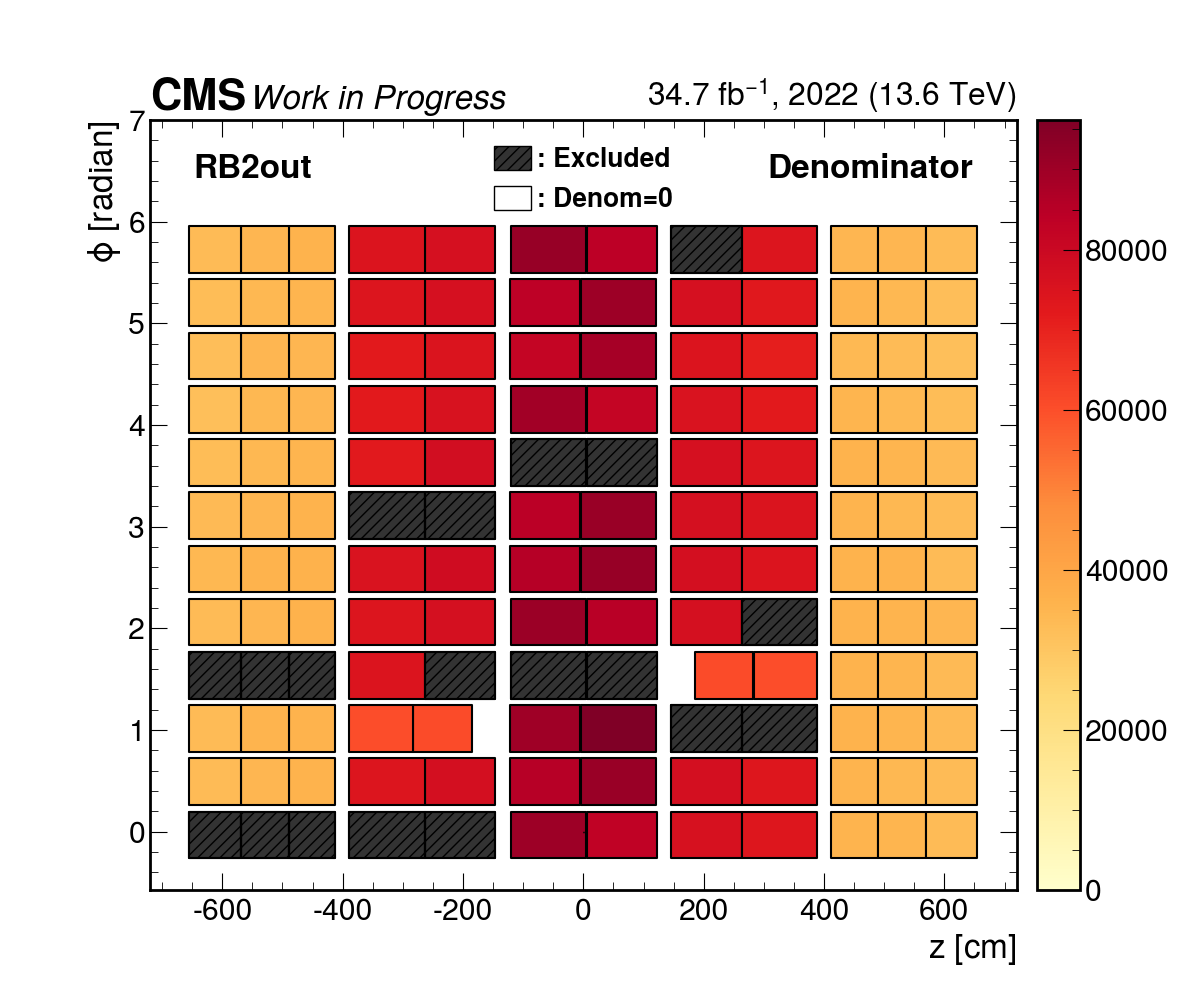 CMS Work in Progress
34.7 fb⁻¹, 2022 (13.6 TeV)
RB2out
: Excluded
: Denom=0
Denominator
ϕ [radian]
7
6
5
4
3
2
1
0
-600 -400 -200 0 200 400 600
z [cm]
80000
60000
40000
20000
0